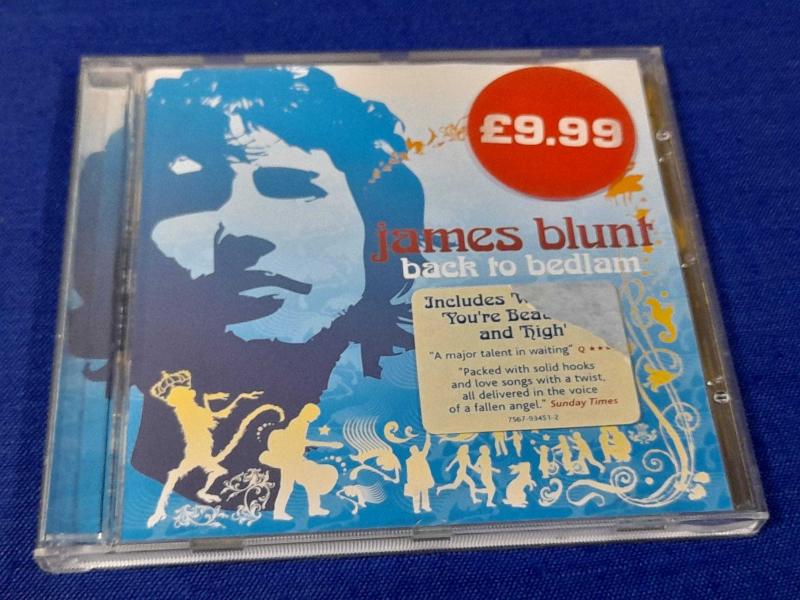 £9.99
james blunt
back to bedlam
Includes
'You're
and High'
"A major talent in waiting" Q ★★
"Packed with solid hooks
and love songs with a twist,
all delivered in the voice
of a fallen angel." Sunday Times
7567-93451-2